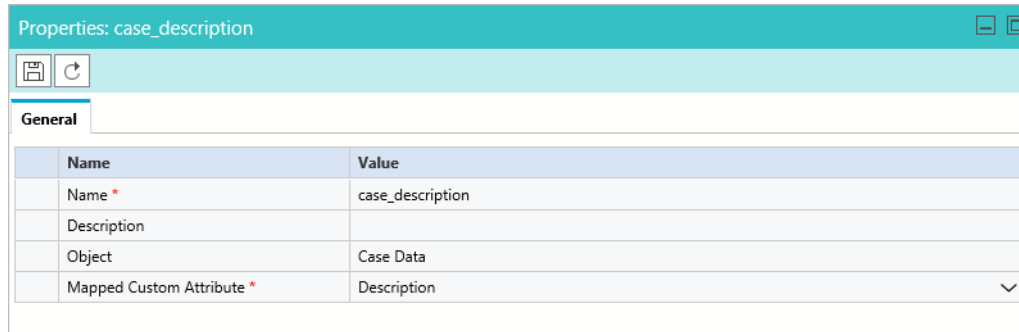 Properties: case_description
General
Name Value
Name * case_description
Description
Object Case Data
Mapped Custom Attribute * Description